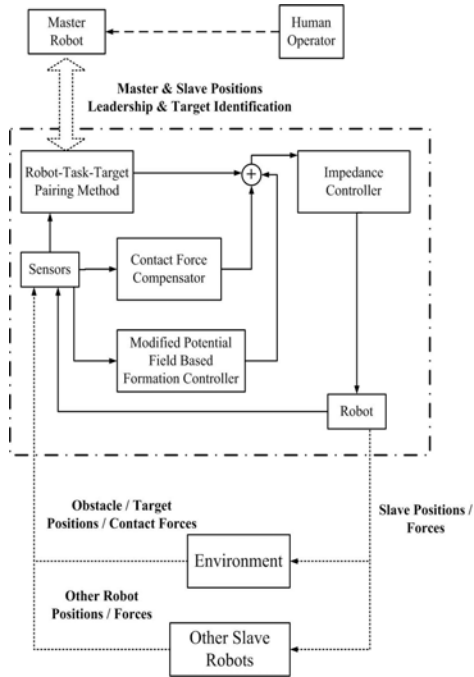 Master
Robot
Human
Operator
Master & Slave Positions
Leadership & Target Identification
Robot-Task-Target
Pairing Method
+
Impedance
Controller
Sensors
Contact Force
Compensator
Modified Potential
Field Based
Formation Controller
Robot
Obstacle / Target
Positions / Contact Forces
Slave Positions /
Forces
Environment
Other Robot
Positions / Forces
Other Slave
Robots